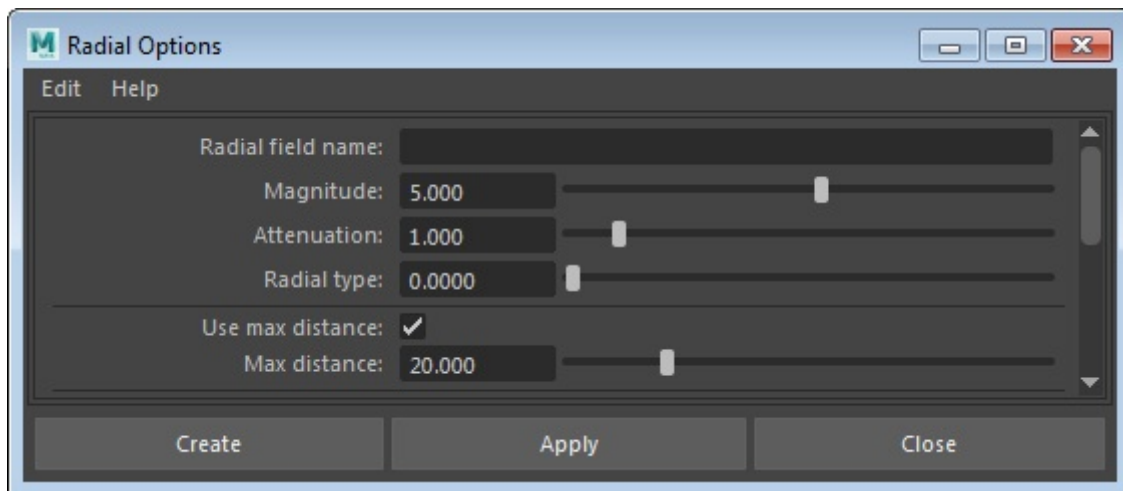 Radial Options
Edit Help
Radial field name:
Magnitude: 5.000
Attenuation: 1.000
Radial type: 0.0000
Use max distance:
Max distance: 20.000
Create Apply Close